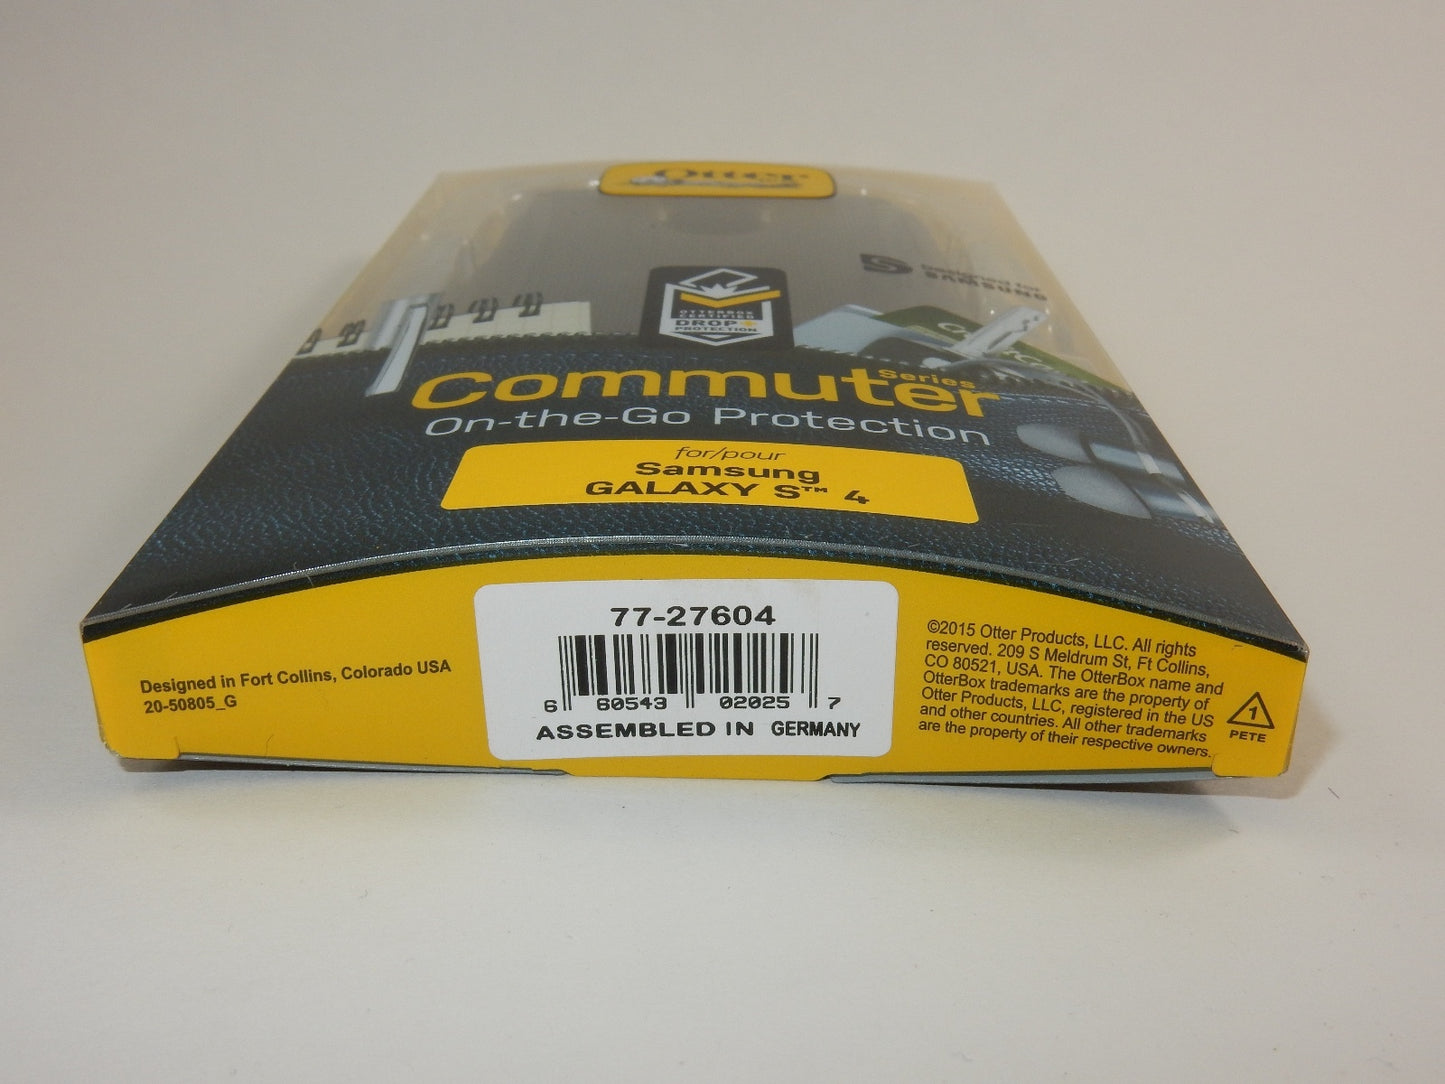 Otter
Designed for
SAMSUNG
OTTERBOX
CERTIFIED
DROP+
PROTECTION
Commuter Series
On-the-Go Protection
for/pour
Samsung
GALAXY S™ 4
Designed in Fort Collins, Colorado USA
20-50805_G
77-27604
6 60543 02025 7
ASSEMBLED IN GERMANY
©2015 Otter Products, LLC. All rights
reserved. 209 S Meldrum St, Ft Collins,
CO 80521, USA. The OtterBox name and
OtterBox trademarks are the property of
Otter Products, LLC, registered in the US
and other countries. All other trademarks
are the property of their respective owners.
1
PETE